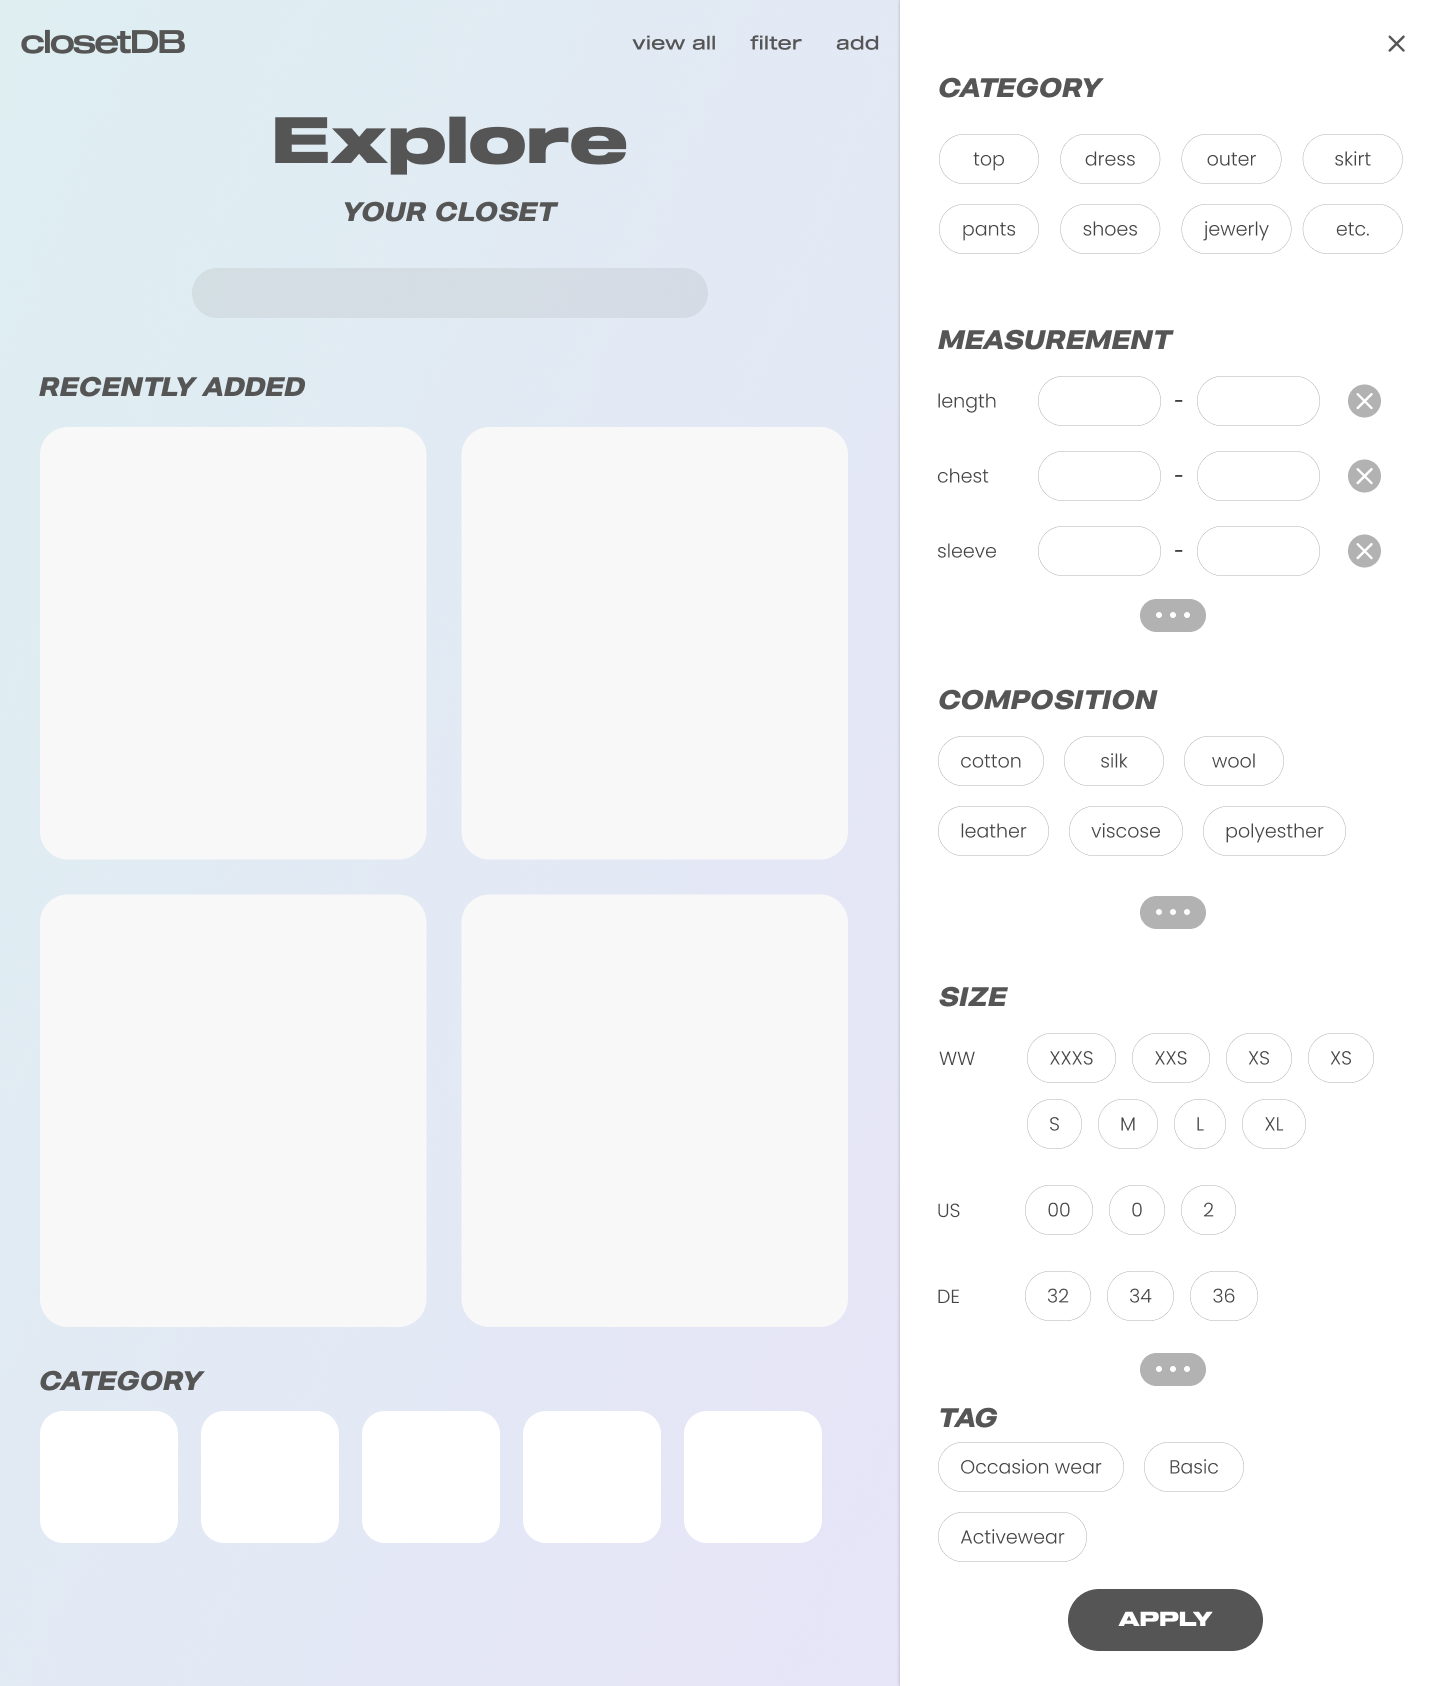 closetDB
view all filter add
Explore
YOUR CLOSET
RECENTLY ADDED
CATEGORY
CATEGORY
top dress outer skirt
pants shoes jewerly etc.
MEASUREMENT
length -
chest -
sleeve -
COMPOSITION
cotton silk wool
leather viscose polyesther
SIZE
WW XXXS XXS XS XS
S M L XL
US 00 0 2
DE 32 34 36
TAG
Occasion wear Basic
Activewear
APPLY